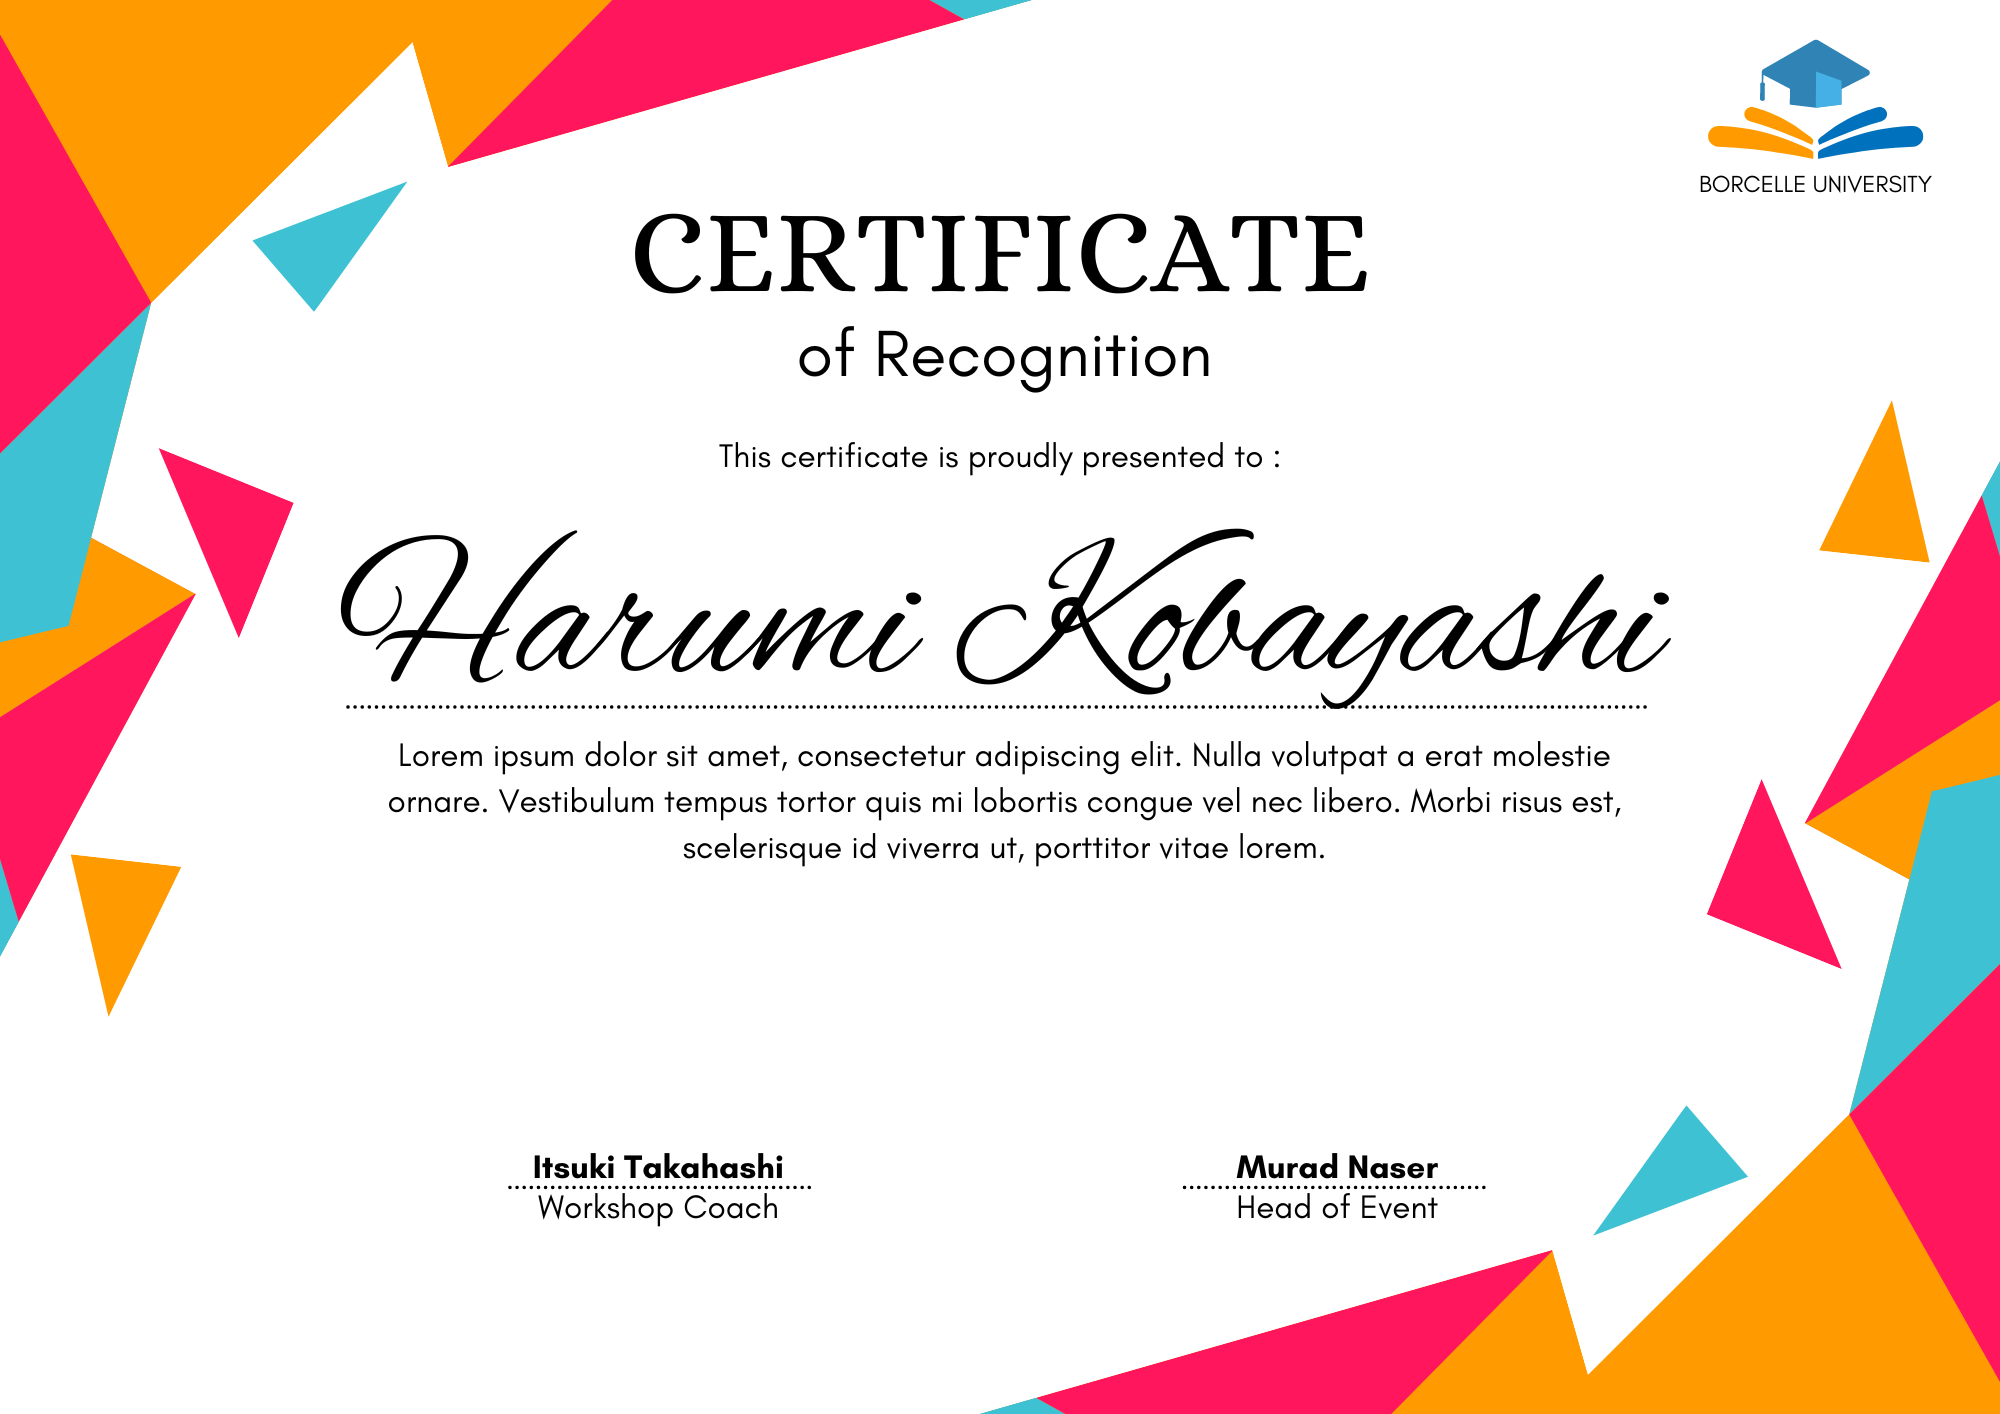 BORCELLE UNIVERSITY
CERTIFICATE
of Recognition
This certificate is proudly presented to :
Harumi Kobayashi
Lorem ipsum dolor sit amet, consectetur adipiscing elit. Nulla volutpat a erat molestie
ornare. Vestibulum tempus tortor quis mi lobortis congue vel nec libero. Morbi risus est,
scelerisque id viverra ut, porttitor vitae lorem.
Itsuki Takahashi
Workshop Coach
Murad Naser
Head of Event